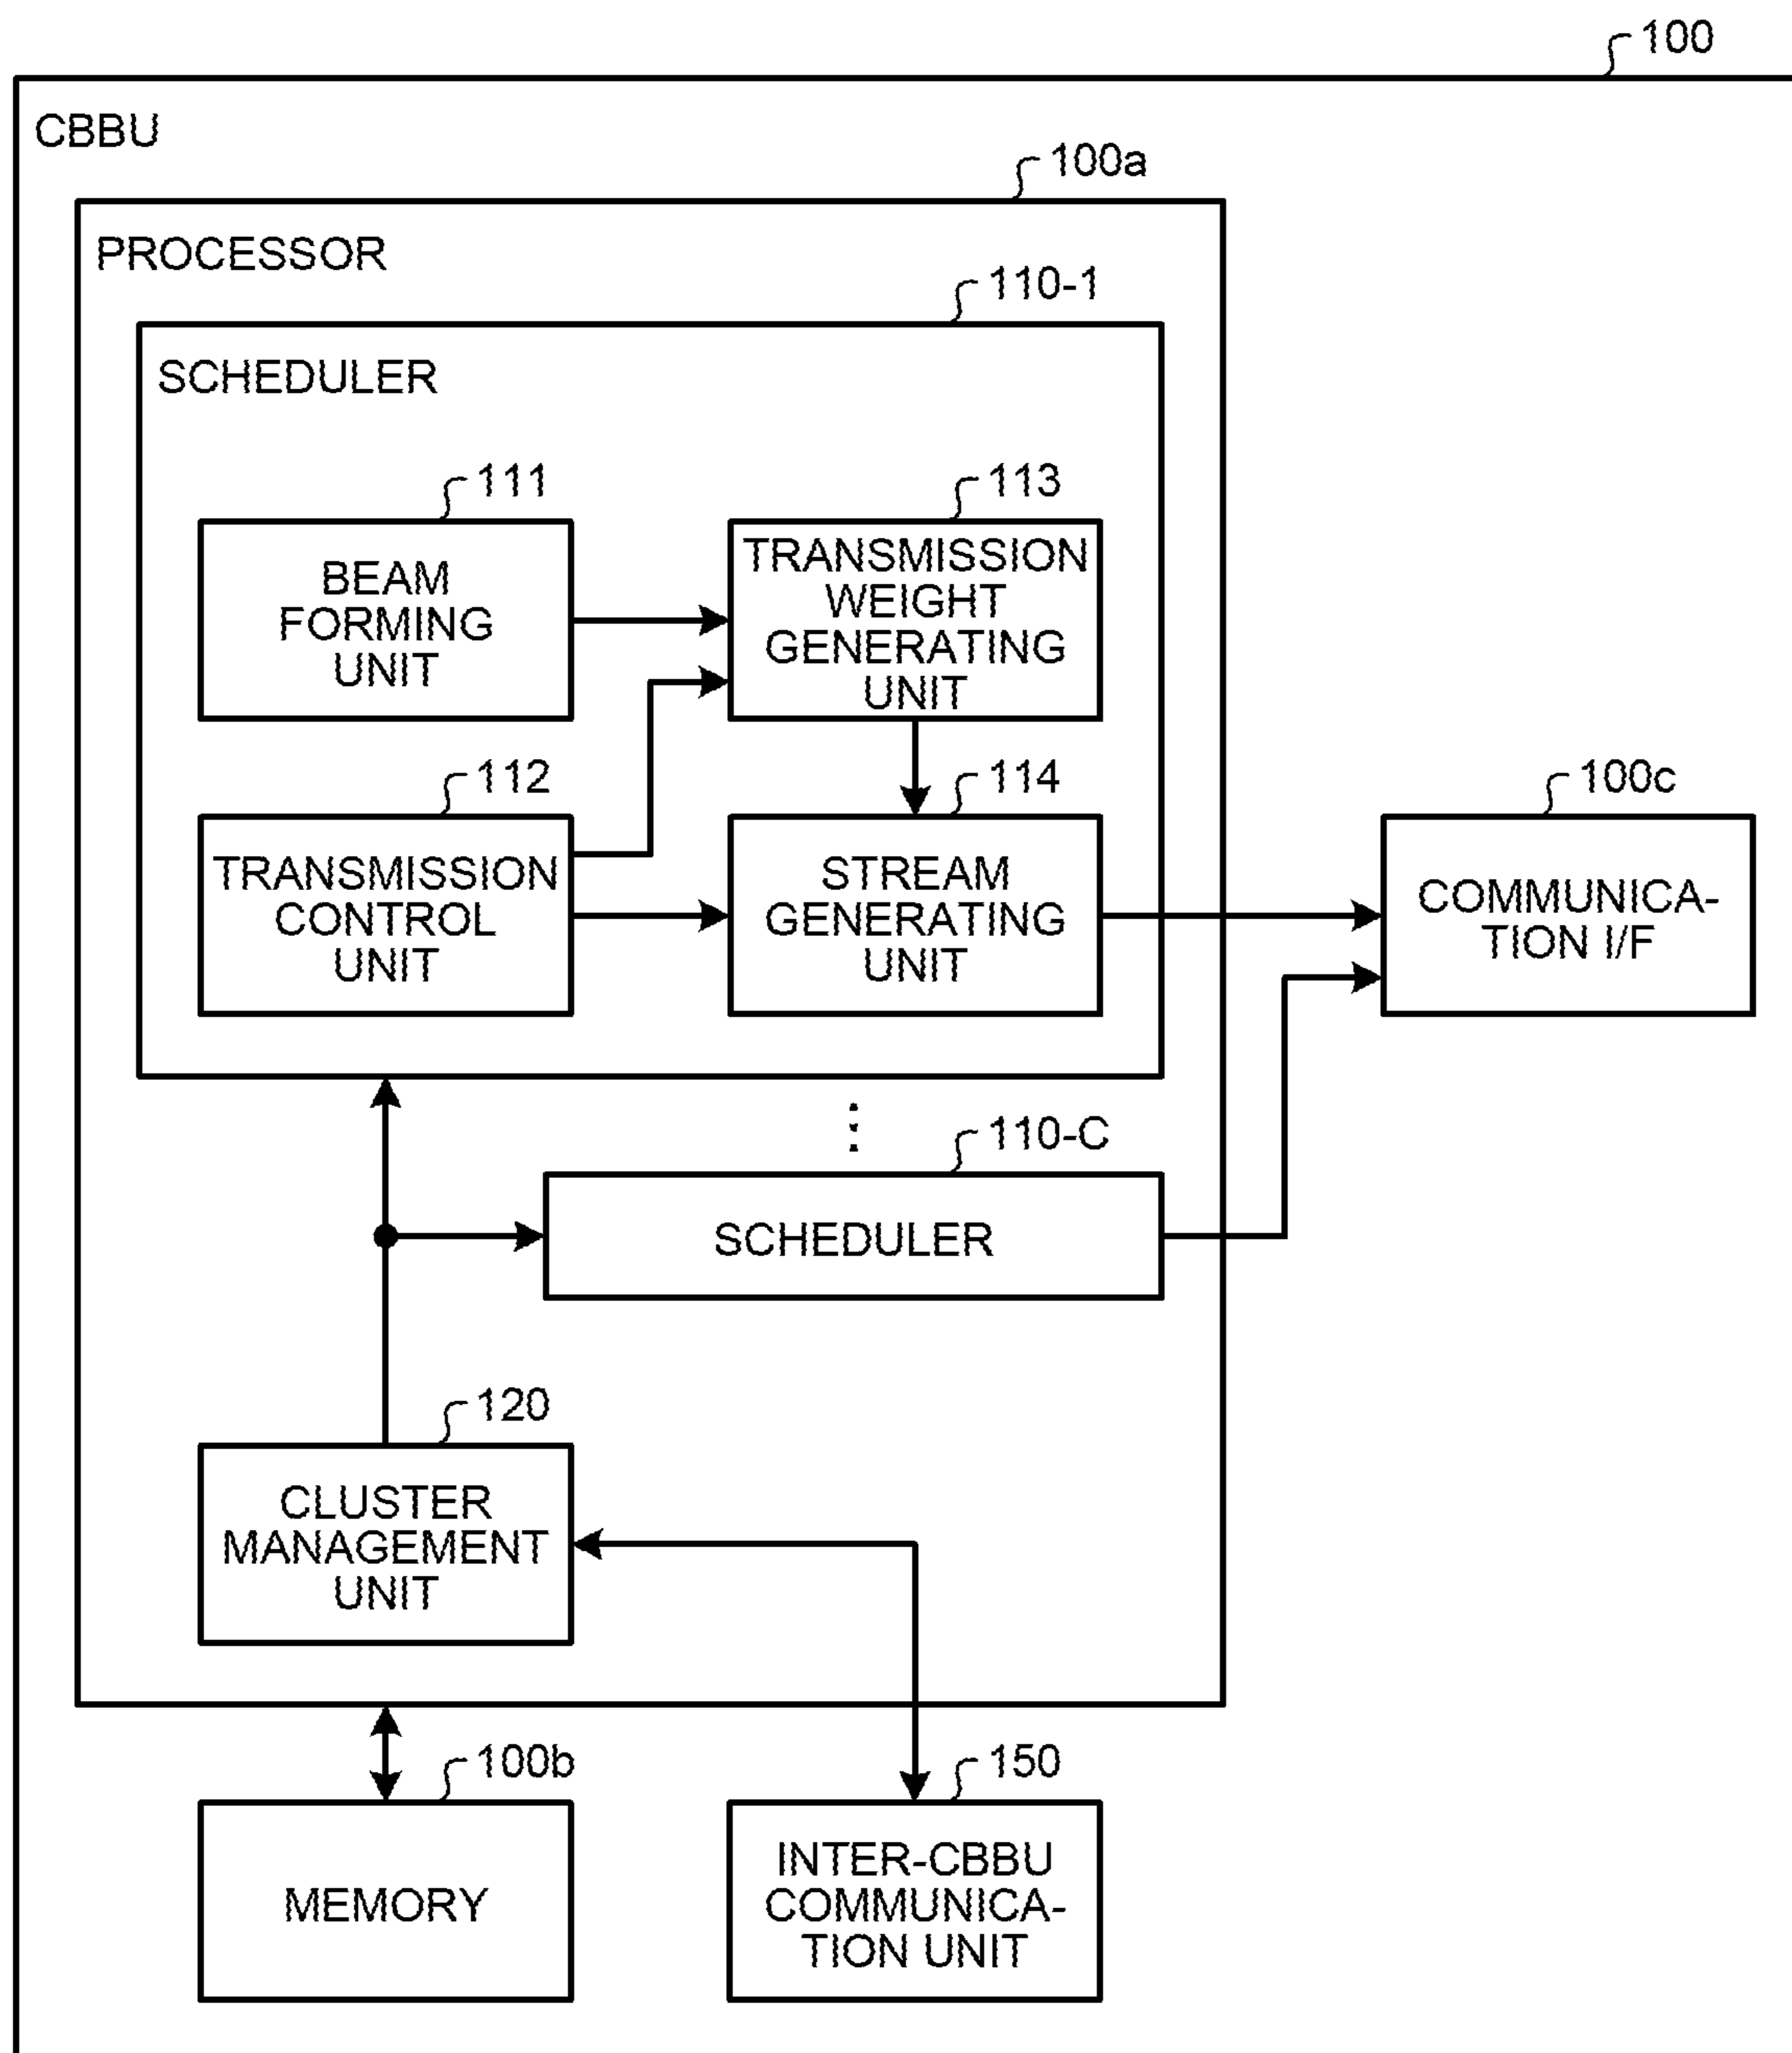 100
CBBU
100a
PROCESSOR
110-1
SCHEDULER
111
BEAM
FORMING
UNIT
113
TRANSMISSION
WEIGHT
GENERATING
UNIT
112
TRANSMISSION
CONTROL
UNIT
114
STREAM
GENERATING
UNIT
100c
COMMUNICA-
TION I/F
110-C
SCHEDULER
120
CLUSTER
MANAGEMENT
UNIT
100b
MEMORY
150
INTER-CBBU
COMMUNICA-
TION UNIT